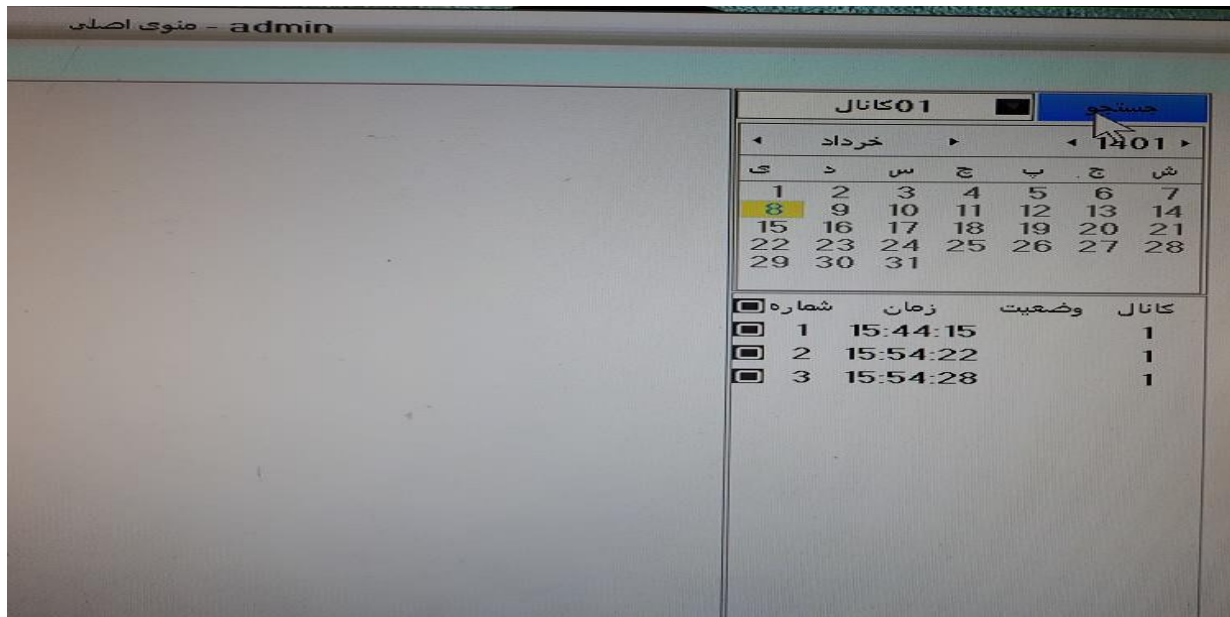 admin - منوی اصلی
کانال01 جستجو
خرداد 1401
ی د س چ پ ج ش
1 2 3 4 5 6 7
8 9 10 11 12 13 14
15 16 17 18 19 20 21
22 23 24 25 26 27 28
29 30 31
شماره زمان وضعیت کانال
1 15:44:15 1
2 15:54:22 1
3 15:54:28 1